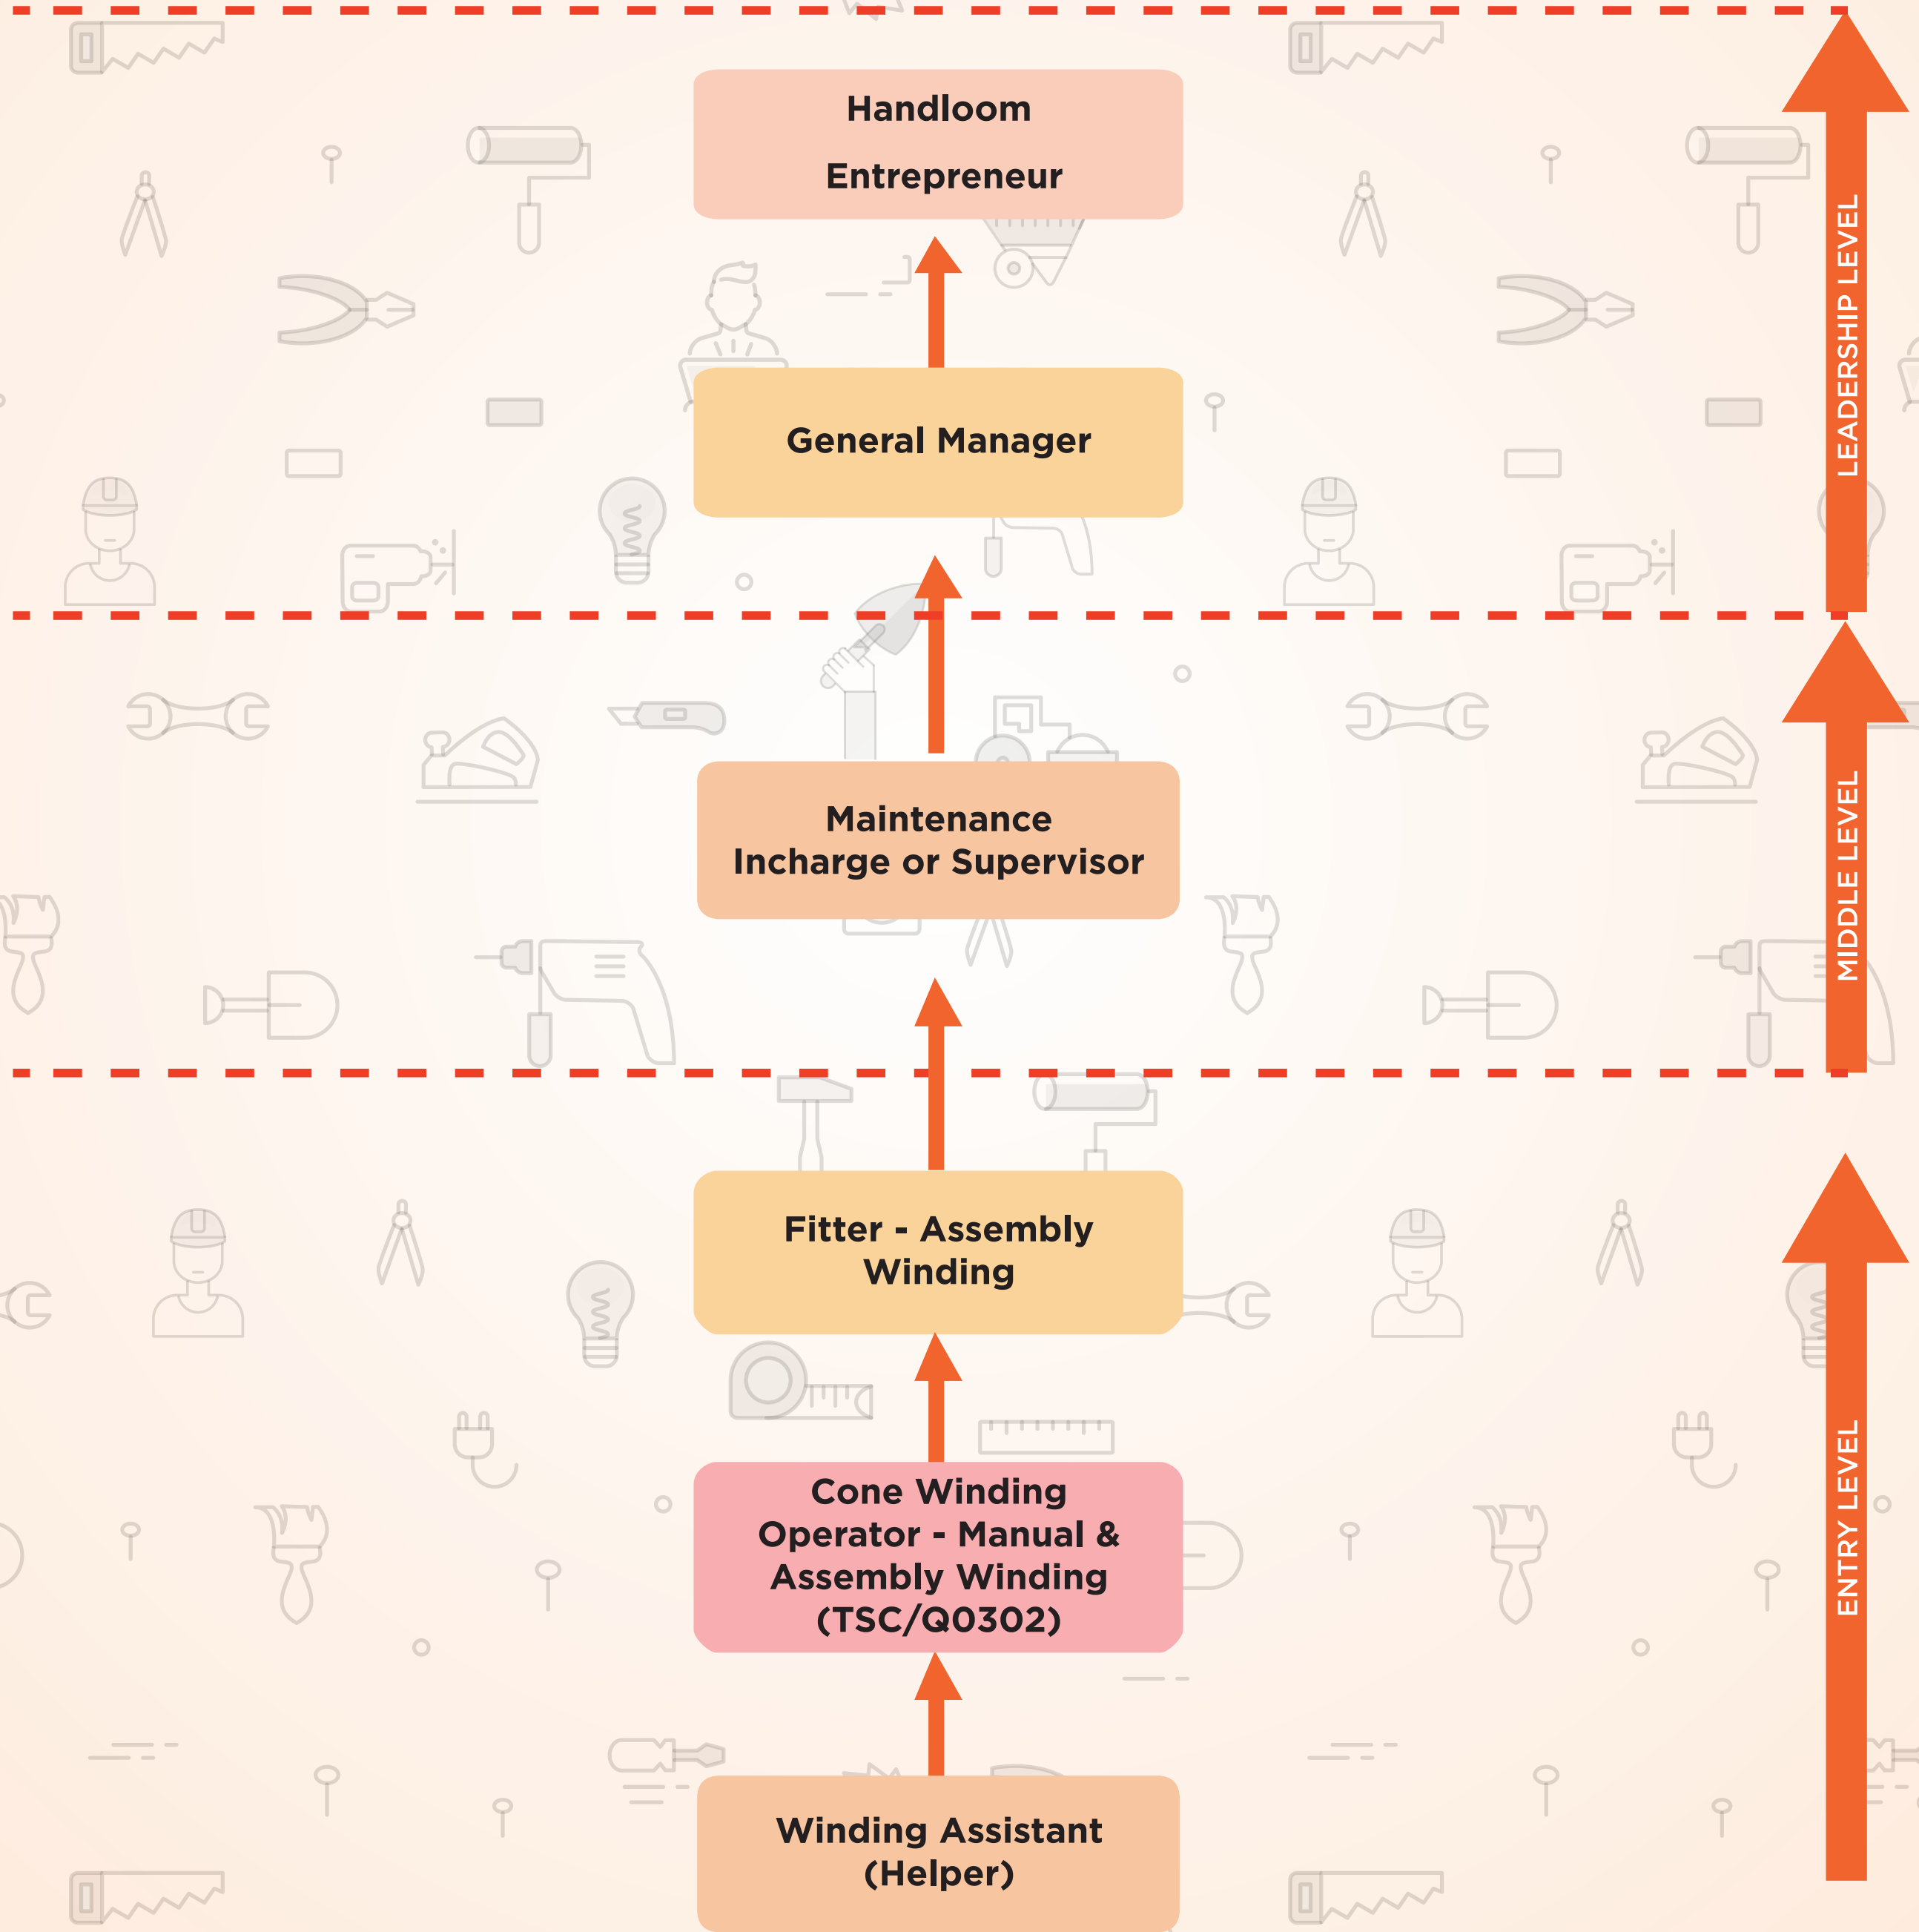 Handloom
Entrepreneur
General Manager
LEADERSHIP LEVEL
Maintenance
Incharge or Supervisor
MIDDLE LEVEL
Fitter - Assembly
Winding
Cone Winding
Operator - Manual &
Assembly Winding
(TSC/Q0302)
ENTRY LEVEL
Winding Assistant
(Helper)